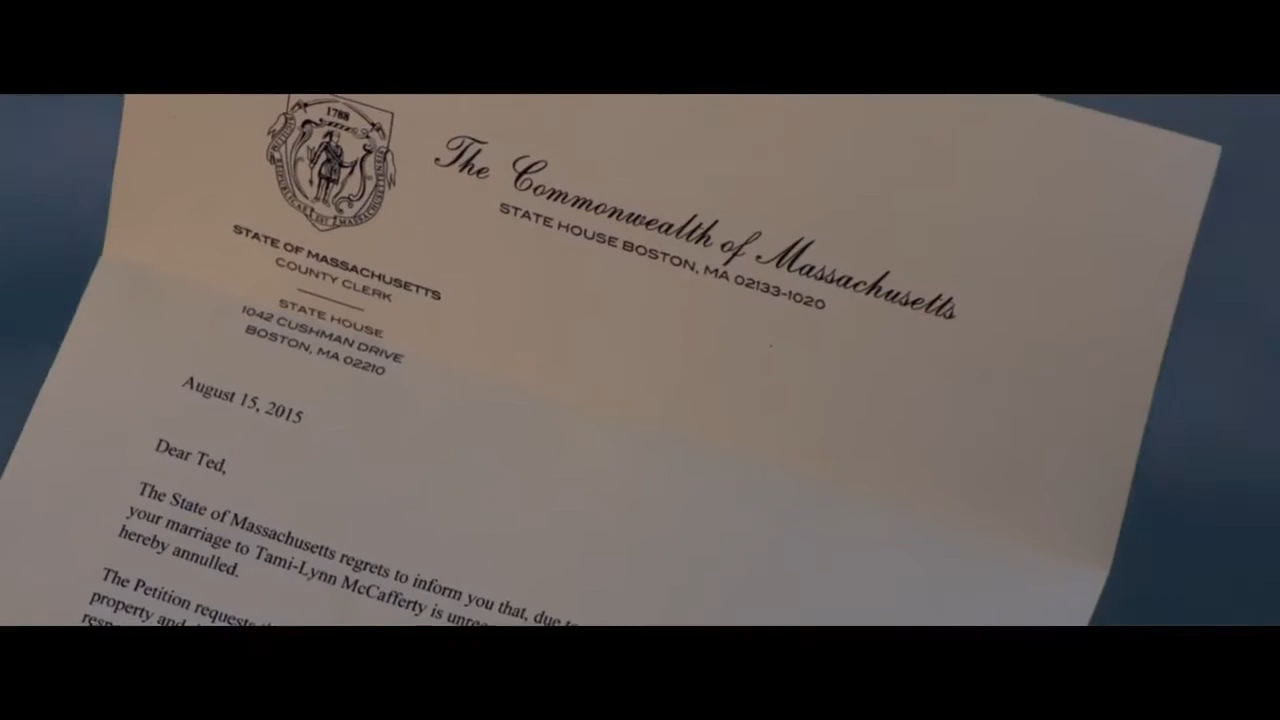 1788
The Commonwealth of Massachusetts
STATE HOUSE BOSTON, MA 02133-1020
STATE OF MASSACHUSETTS
COUNTY CLERK
STATE HOUSE
1042 CUSHMAN DRIVE
BOSTON, MA 02210
August 15, 2015
Dear Ted,
The State of Massachusetts regrets to inform you that, due
your marriage to Tami-Lynn McCafferty is
hereby annulled.
The Petition requests
property and